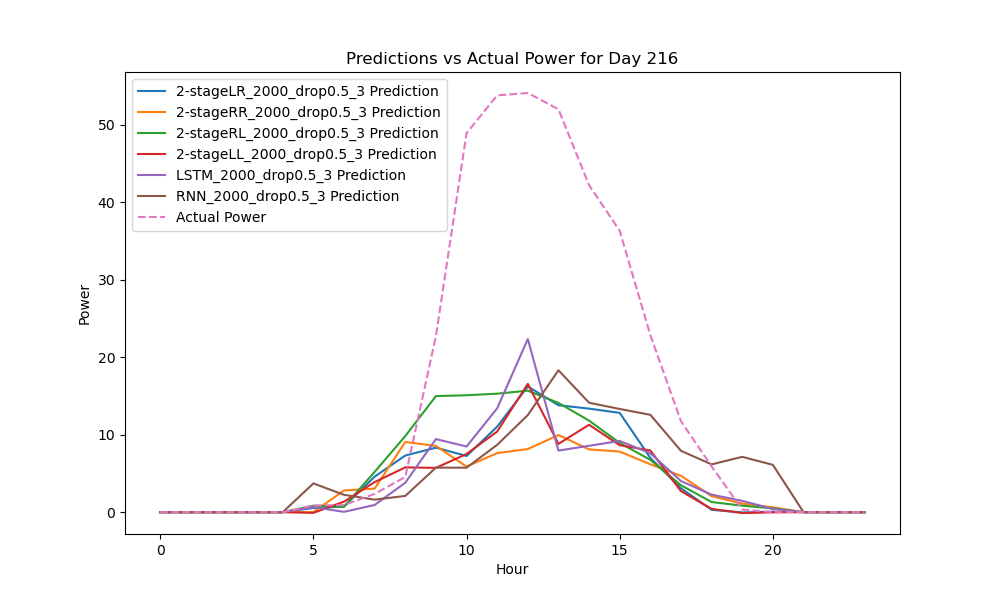 Predictions vs Actual Power for Day 216
2-stageLR_2000_drop0.5_3 Prediction
2-stageRR_2000_drop0.5_3 Prediction
2-stageRL_2000_drop0.5_3 Prediction
2-stageLL_2000_drop0.5_3 Prediction
LSTM_2000_drop0.5_3 Prediction
RNN_2000_drop0.5_3 Prediction
Actual Power
50
40
30
20
10
0
Power
0 5 10 15 20
Hour